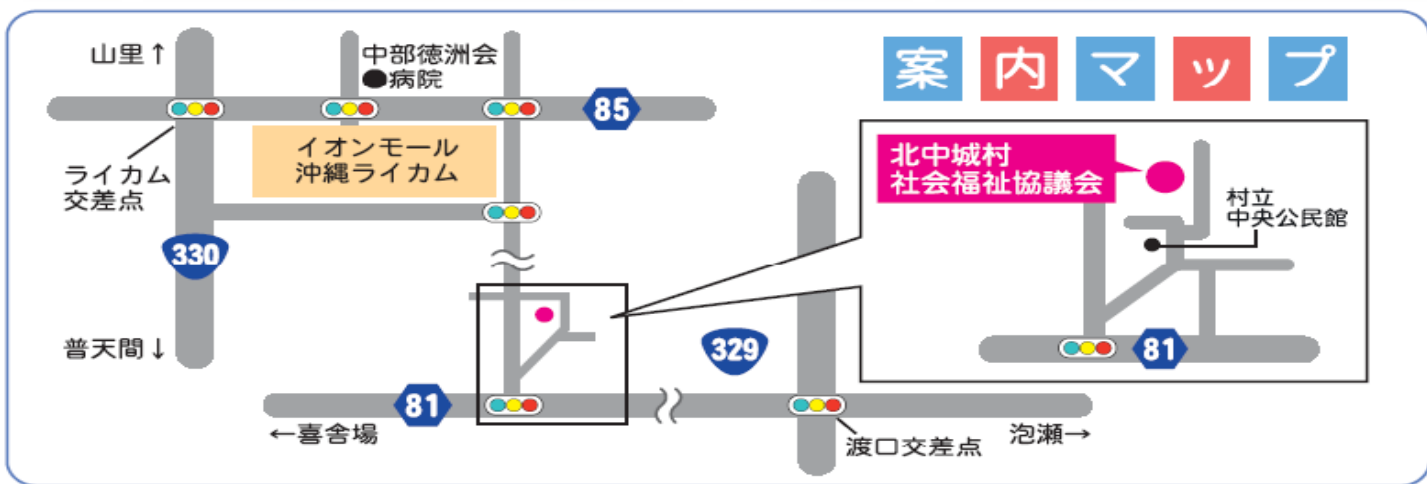 案内マップ
山里↑
中部徳洲会
●病院
85
イオンモール
沖縄ライカム
ライカム
交差点
330
普天間↓
北中城村
社会福祉協議会
村立
中央公民館
81
329
81
←喜舎場
渡口交差点
泡瀬→